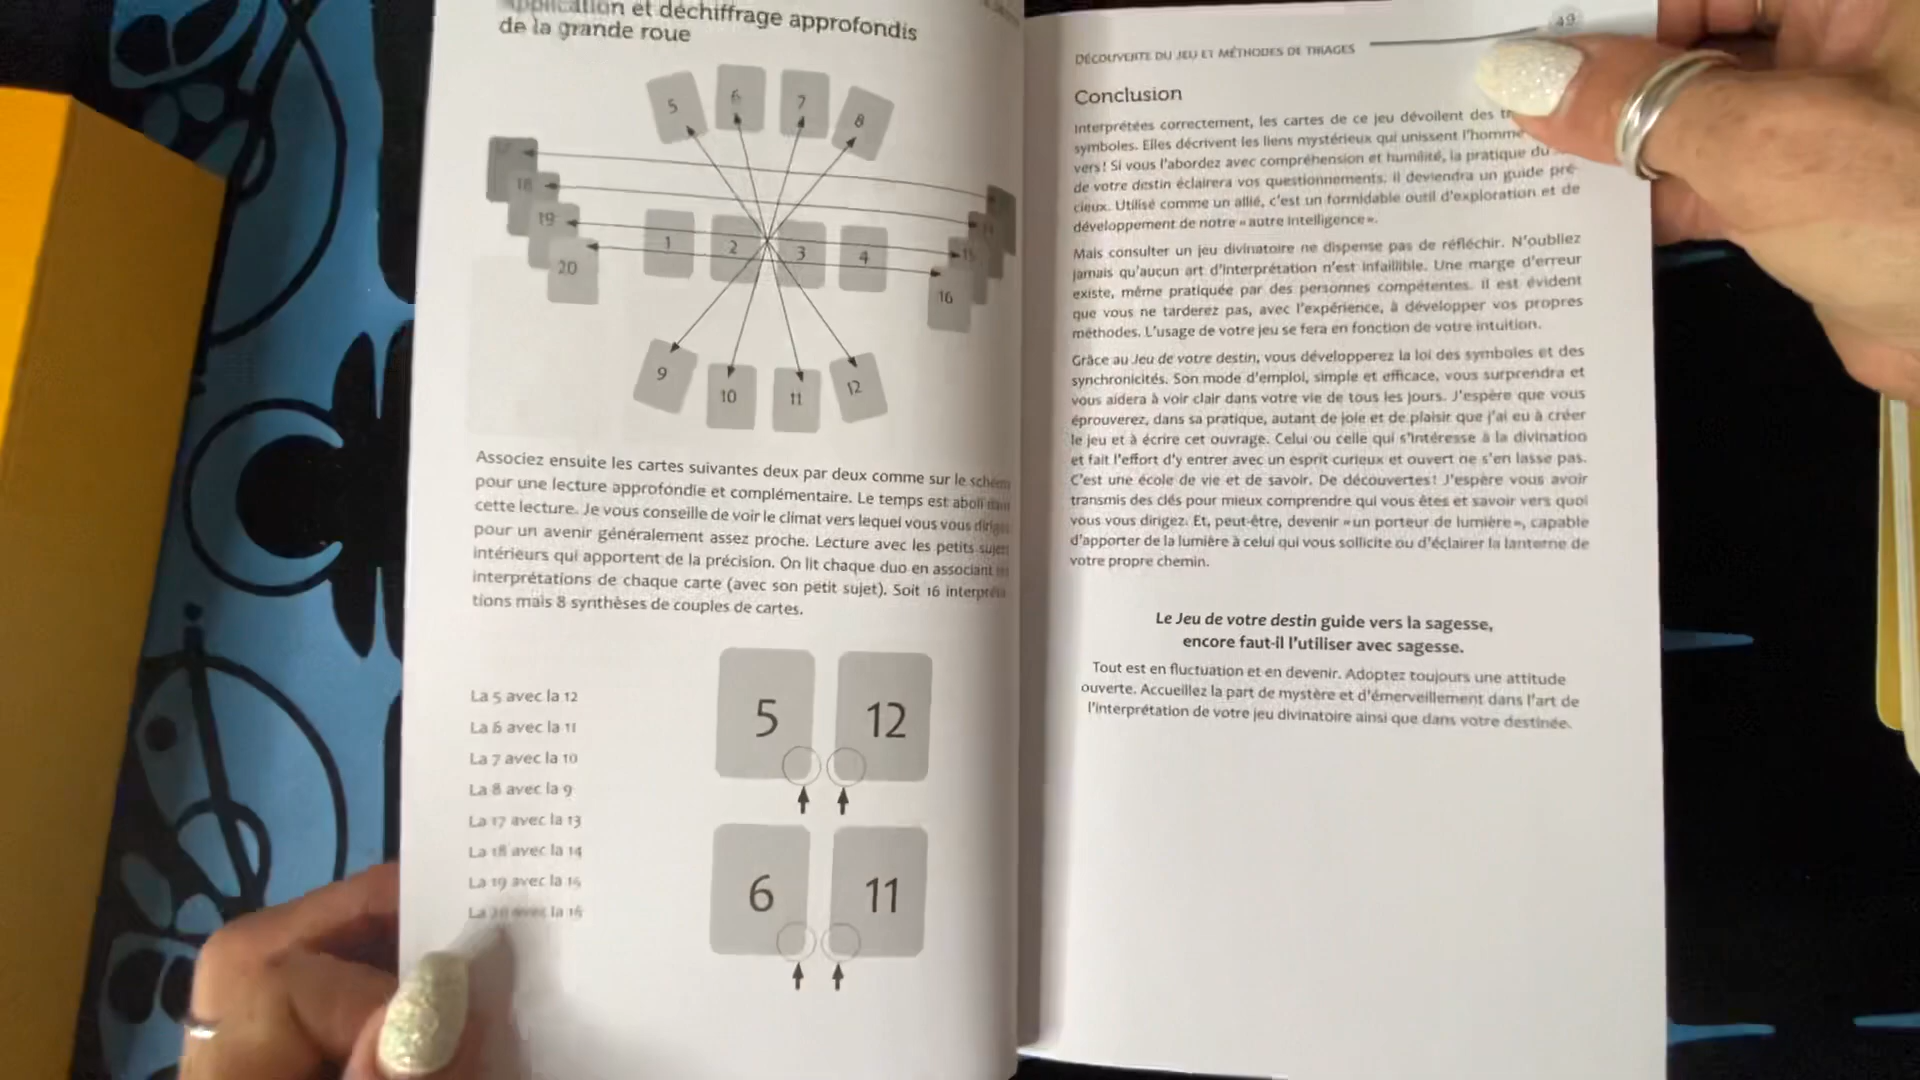 Application et déchiffrage approfondis
de la grande roue
5
6
7
8
18
19
20
1
2
3
4
14
15
16
9
10
11
12
Associez ensuite les cartes suivantes deux par deux comme sur le schéma
pour une lecture approfondie et complémentaire. Le temps est aboli dans
cette lecture. Je vous conseille de voir le climat vers lequel vous vous dirigez
pour un avenir généralement assez proche. Lecture avec les petits sujets
intérieurs qui apportent de la précision. On lit chaque duo en associant les
interprétations de chaque carte (avec son petit sujet). Soit 16 interpréta
tions mais 8 synthèses de couples de cartes.
La 5 avec la 12
La 6 avec la 11
La 7 avec la 10
La 8 avec la 9
La 17 avec la 13
La 18 avec la 14
La 19 avec la 15
La 20 avec la 16
5
12
6
11
49
DÉCOUVERTE DU JEU ET MÉTHODES DE TIRAGES
Conclusion
Interprétées correctement, les cartes de ce jeu dévoilent des
symboles. Elles décrivent les liens mystérieux qui unissent l'homme
vers! Si vous l'abordez avec compréhension et humilité, la pratique du
de votre destin éclairera vos questionnements. Il deviendra un guide pré-
cieux. Utilisé comme un allié, c'est un formidable outil d'exploration et de
développement de notre « autre intelligence ».
Mais consulter un jeu divinatoire ne dispense pas de réfléchir. N'oubliez
jamais qu'aucun art d'interprétation n'est infaillible. Une marge d'erreur
existe, même pratiquée par des personnes compétentes. Il est évident
que vous ne tarderez pas, avec l'expérience, à développer vos propres
méthodes. L'usage de votre jeu se fera en fonction de votre intuition.
Grâce au Jeu de votre destin, vous développerez la loi des symboles et des
synchronicités. Son mode d'emploi, simple et efficace, vous surprendra et
vous aidera à voir clair dans votre vie de tous les jours. J'espère que vous
éprouverez, dans sa pratique, autant de joie et de plaisir que j'ai eu à créer
le jeu et à écrire cet ouvrage. Celui ou celle qui s'intéresse à la divination
et fait l'effort d'y entrer avec un esprit curieux et ouvert ne s'en lasse pas.
C'est une école de vie et de savoir. De découvertes! J'espère vous avoir
transmis des clés pour mieux comprendre qui vous êtes et savoir vers quoi
vous vous dirigez. Et, peut-être, devenir « un porteur de lumière », capable
d'apporter de la lumière à celui qui vous sollicite ou d'éclairer la lanterne de
votre propre chemin.
Le Jeu de votre destin guide vers la sagesse,
encore faut-il l'utiliser avec sagesse.
Tout est en fluctuation et en devenir. Adoptez toujours une attitude
ouverte. Accueillez la part de mystère et d'émerveillement dans l'art de
l'interprétation de votre jeu divinatoire ainsi que dans votre destinée.